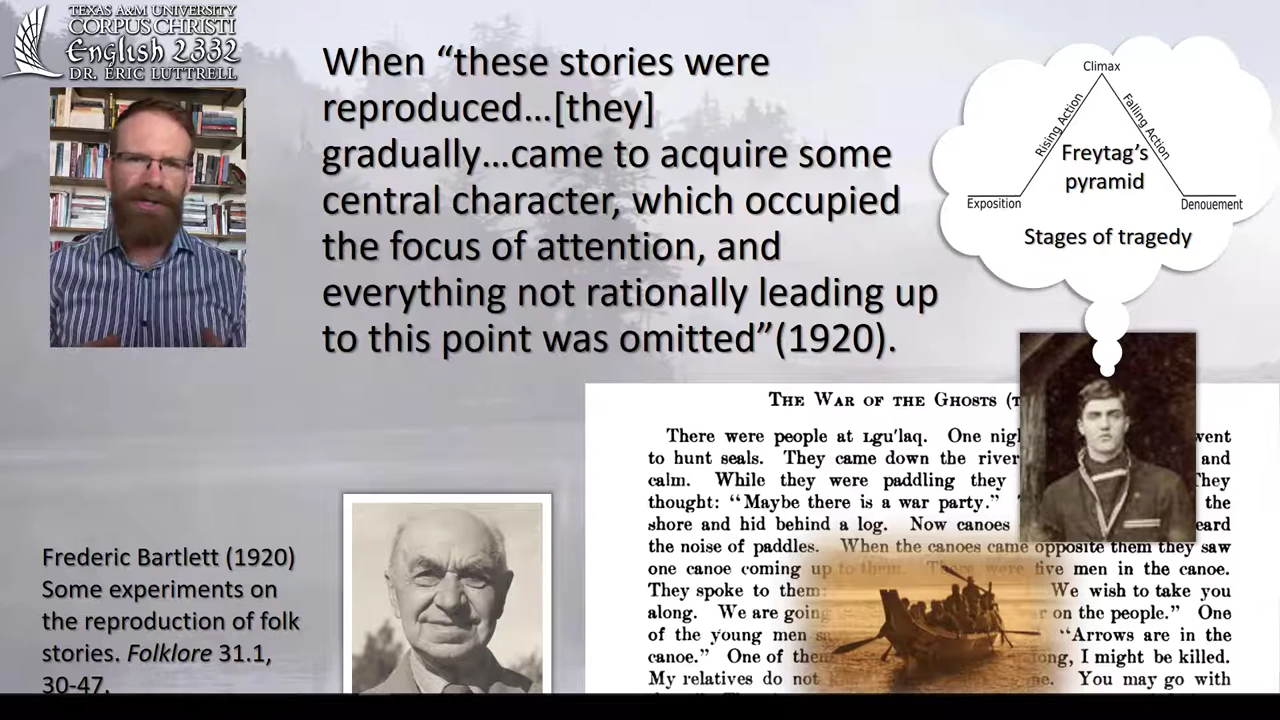 TEXAS A&M UNIVERSITY
CORPUS CHRISTI
English 2332
DR. ERIC LUTTRELL
When “these stories were
reproduced…[they]
gradually…came to acquire some
central character, which occupied
the focus of attention, and
everything not rationally leading up
to this point was omitted”(1920).
Climax
Rising Action
Falling Action
Freytag’s
pyramid
Exposition
Denouement
Stages of tragedy
THE WAR OF THE GHOSTS
There were people at Lgu'laq. One went
to hunt seals. They came down the river and
calm. While they were paddling they They
thought: “Maybe there is a war party.” the
shore and hid behind a log. Now canoes
the noise of paddles. When the canoes came opposite them they saw
one canoe coming up to them. There were five men in the canoe.
They spoke to them: We wish to take you
along. We are going on the people.” One
of the young men “Arrows are in the
canoe.” One of them I might be killed.
My relatives do not You may go with
Frederic Bartlett (1920)
Some experiments on
the reproduction of folk
stories. Folklore 31.1,
30-47.